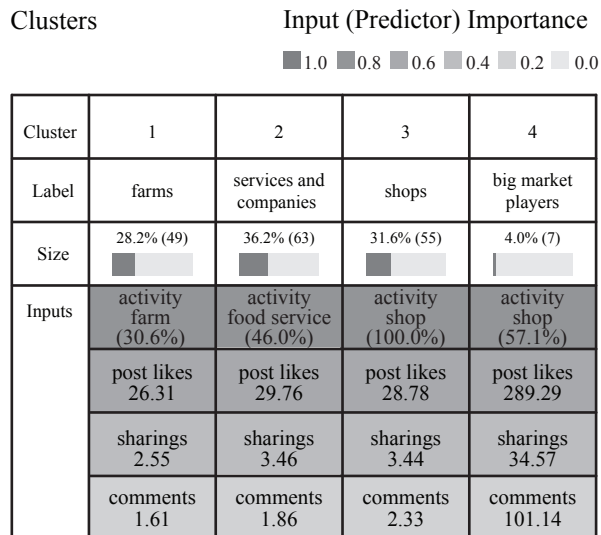 Clusters
Input (Predictor) Importance
1.0 0.8 0.6 0.4 0.2 0.0
Cluster 1 2 3 4
Label farms services and companies shops big market players
Size 28.2% (49) 36.2% (63) 31.6% (55) 4.0% (7)
Inputs
activity farm (30.6%) activity food service (46.0%) activity shop (100.0%) activity shop (57.1%)
post likes 26.31 post likes 29.76 post likes 28.78 post likes 289.29
sharings 2.55 sharings 3.46 sharings 3.44 sharings 34.57
comments 1.61 comments 1.86 comments 2.33 comments 101.14